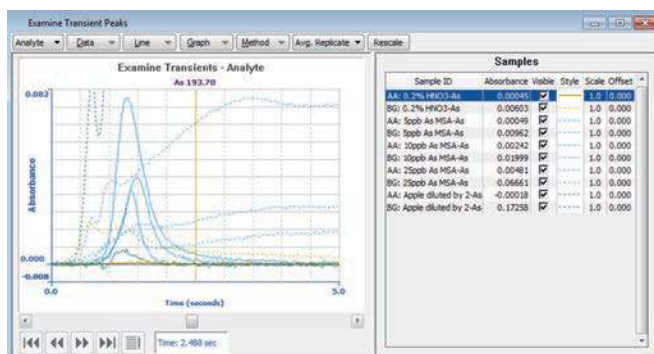 Examine Transient Peaks
Analyte Data Line Graph Method Avg. Replicate Rescale
Examine Transients - Analyte
As 193.70
0.082
Absorbance
0.000
-0.008
0.0 5.0
Time (seconds)
Time: 2.488 sec
Samples
Sample ID Absorbance Visible Style Scale Offset
AA: 0.2% HNO3-As 0.00045 1.0 0.000
BG: 0.2% HNO3-As 0.00603 1.0 0.000
AA: 5ppb As MSA-As 0.00049 1.0 0.000
BG: 5ppb As MSA-As 0.00962 1.0 0.000
AA: 10ppb As MSA-As 0.00242 1.0 0.000
BG: 10ppb As MSA-As 0.01999 1.0 0.000
AA: 25ppb As MSA-As 0.00481 1.0 0.000
BG: 25ppb As MSA-As 0.06661 1.0 0.000
AA: Apple diluted by 2-As -0.00018 1.0 0.000
BG: Apple diluted by 2-As 0.17258 1.0 0.000